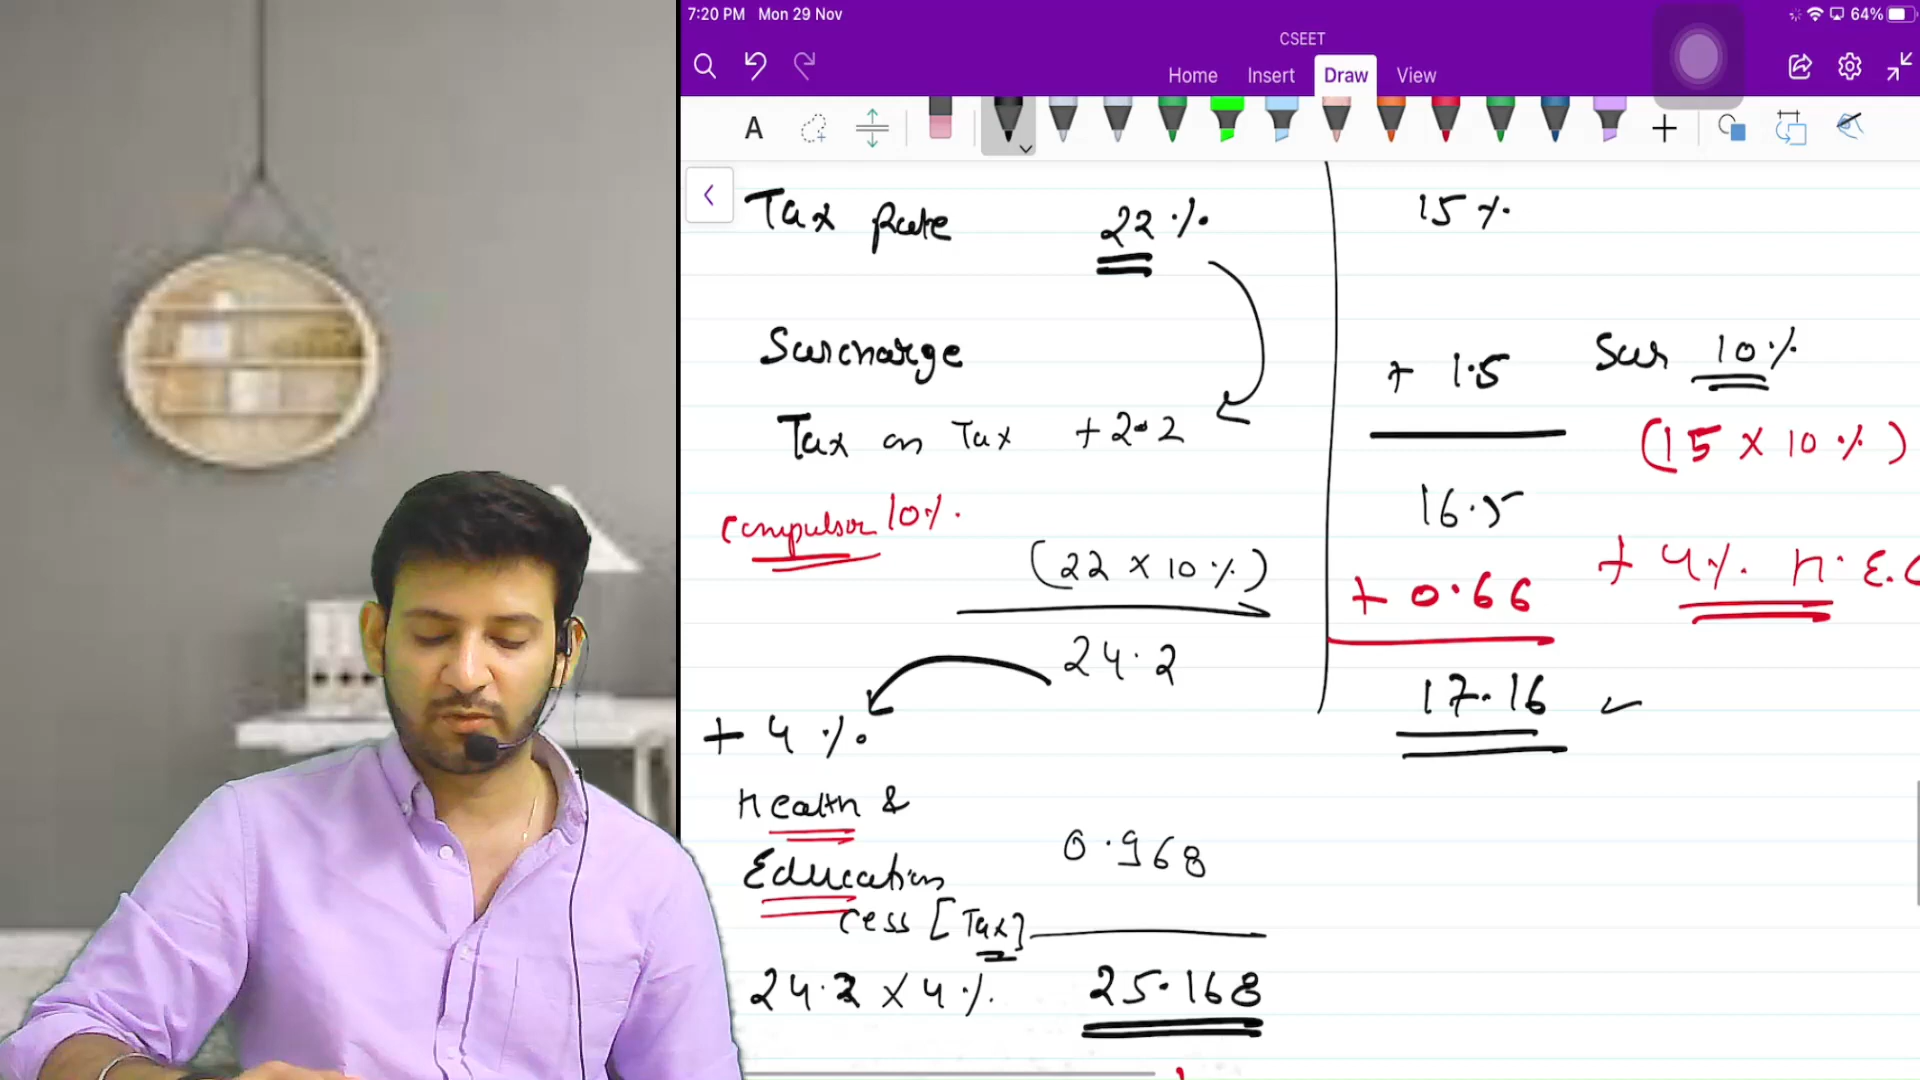 7:20 PM Mon 29 Nov
64%
CSEET
Home Insert Draw View
A
Tax Rate 22%
Surcharge
Tax on Tax +2.2
Compulsor 10%.
(22 x 10%)
24.2
+ 4%
Health &
Education
Cess [Tax]
0.968
24.2 x 4%.
25.168
15%
+ 1.5 Sur 10%
(15 x 10%)
16.5
+ 0.66 + 4%. H.E.C
17.16